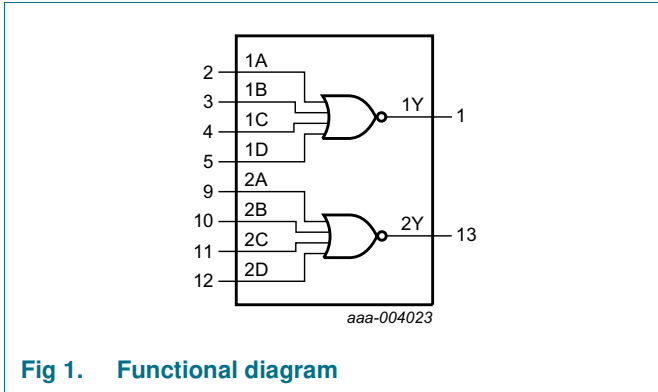 1A
2
1B
3
1Y
1
1C
4
1D
5
2A
9
2B
10
2Y
13
2C
11
2D
12
aaa-004023
Fig 1. Functional diagram